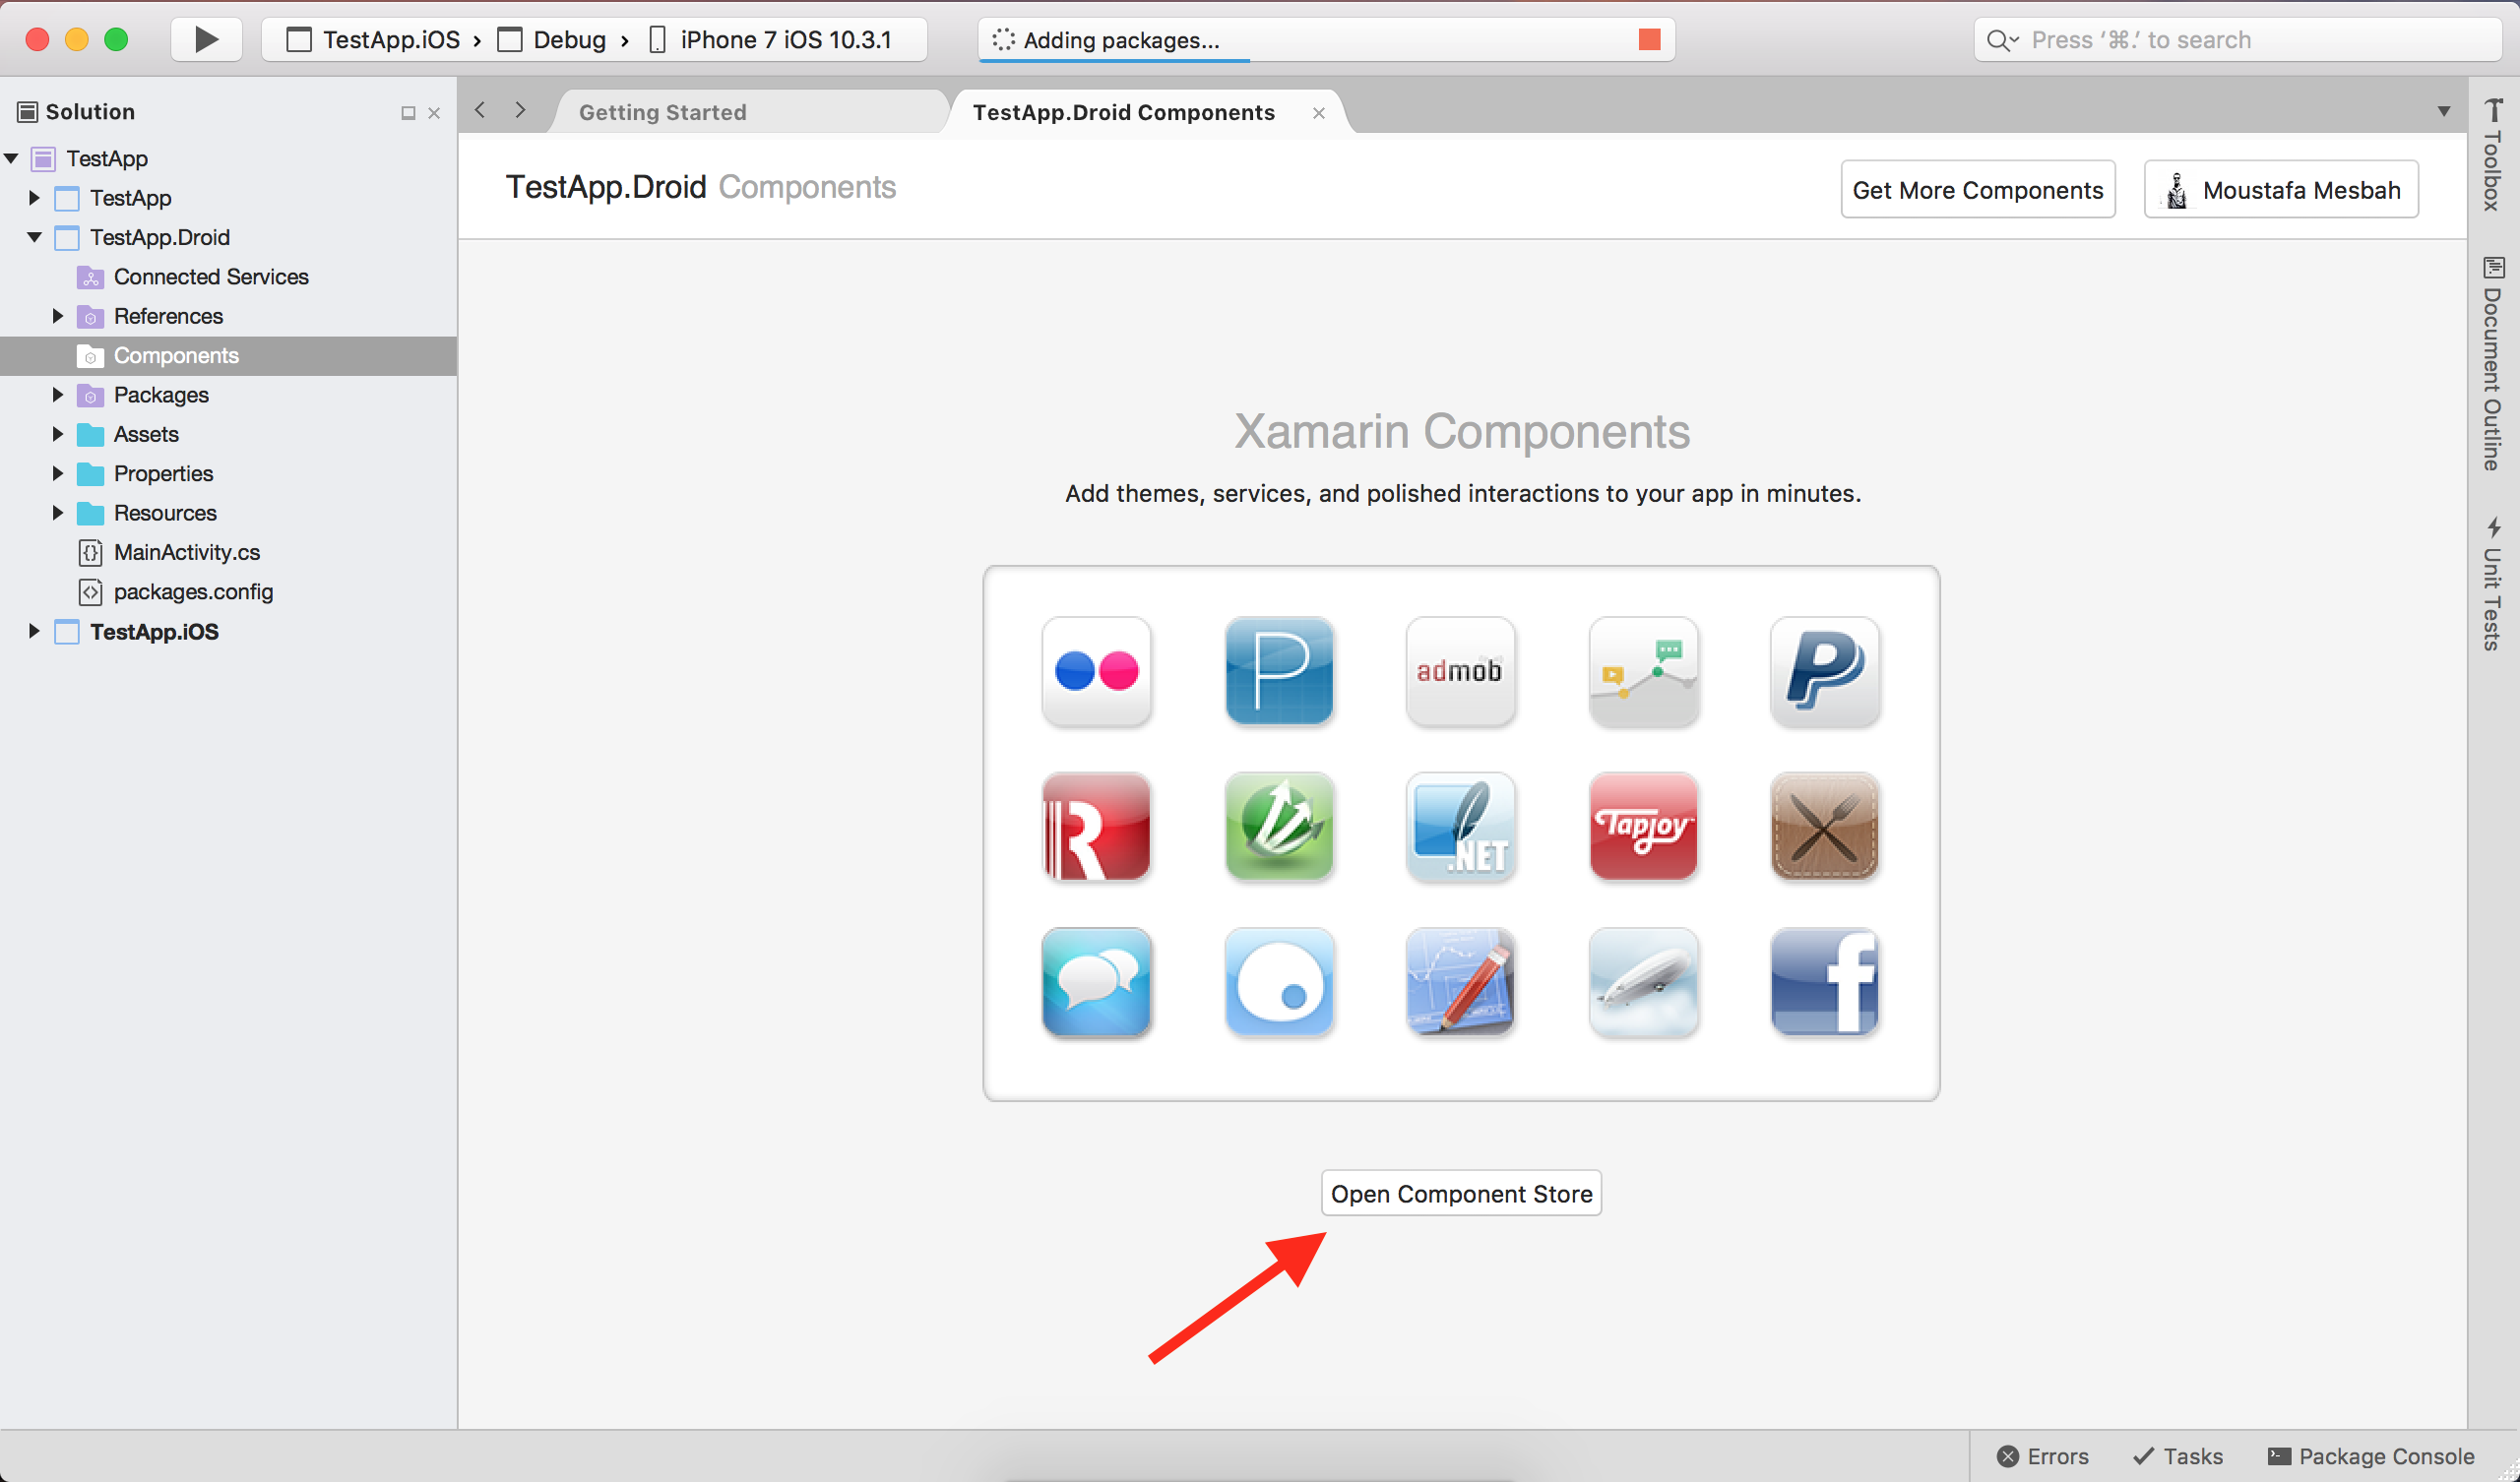 TestApp.iOS › Debug › iPhone 7 iOS 10.3.1
Adding packages...
Press ‘⌘.’ to search
Solution
TestApp
TestApp
TestApp.Droid
Connected Services
References
Components
Packages
Assets
Properties
Resources
MainActivity.cs
packages.config
TestApp.iOS
Getting Started
TestApp.Droid Components
TestApp.Droid Components
Get More Components
Moustafa Mesbah
Xamarin Components
Add themes, services, and polished interactions to your app in minutes.
P
admob
P
R
.NET
Tapjoy
f
Open Component Store
Toolbox
Document Outline
Unit Tests
Errors
Tasks
Package Console